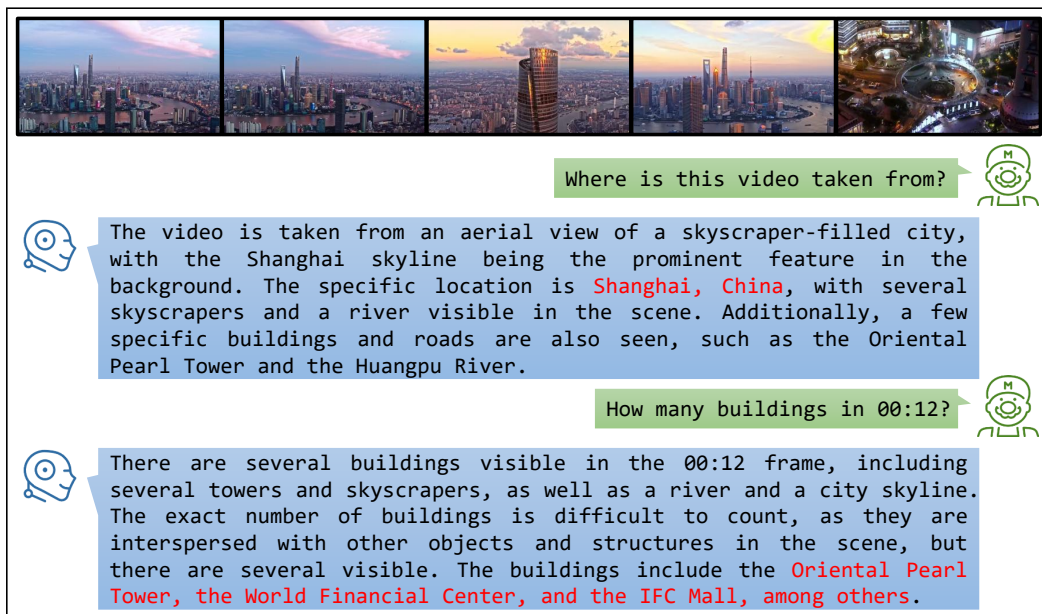 M
Where is this video taken from?
The video is taken from an aerial view of a skyscraper-filled city,
with the Shanghai skyline being the prominent feature in the
background. The specific location is Shanghai, China, with several
skyscrapers and a river visible in the scene. Additionally, a few
specific buildings and roads are also seen, such as the Oriental
Pearl Tower and the Huangpu River.
M
How many buildings in 00:12?
There are several buildings visible in the 00:12 frame, including
several towers and skyscrapers, as well as a river and a city skyline.
The exact number of buildings is difficult to count, as they are
interspersed with other objects and structures in the scene, but
there are several visible. The buildings include the Oriental Pearl
Tower, the World Financial Center, and the IFC Mall, among others.